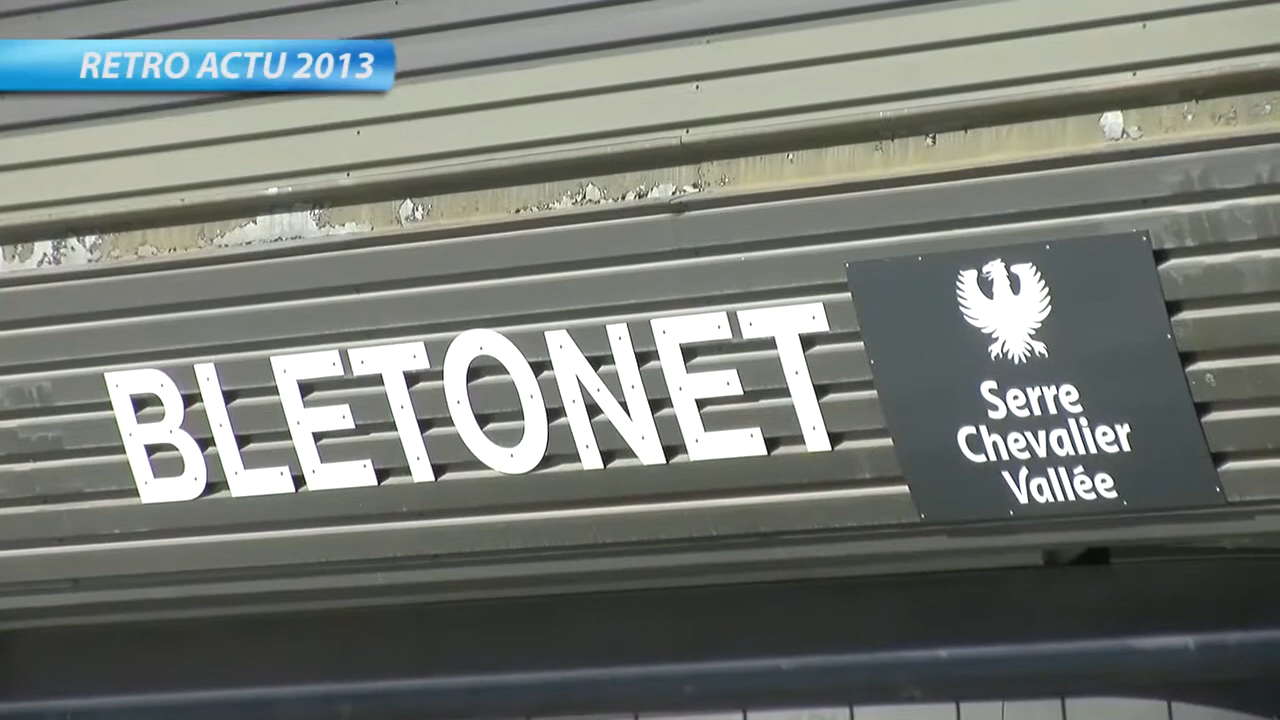 RETRO ACTU 2013
BLETONET
Serre
Chevalier
Vallée